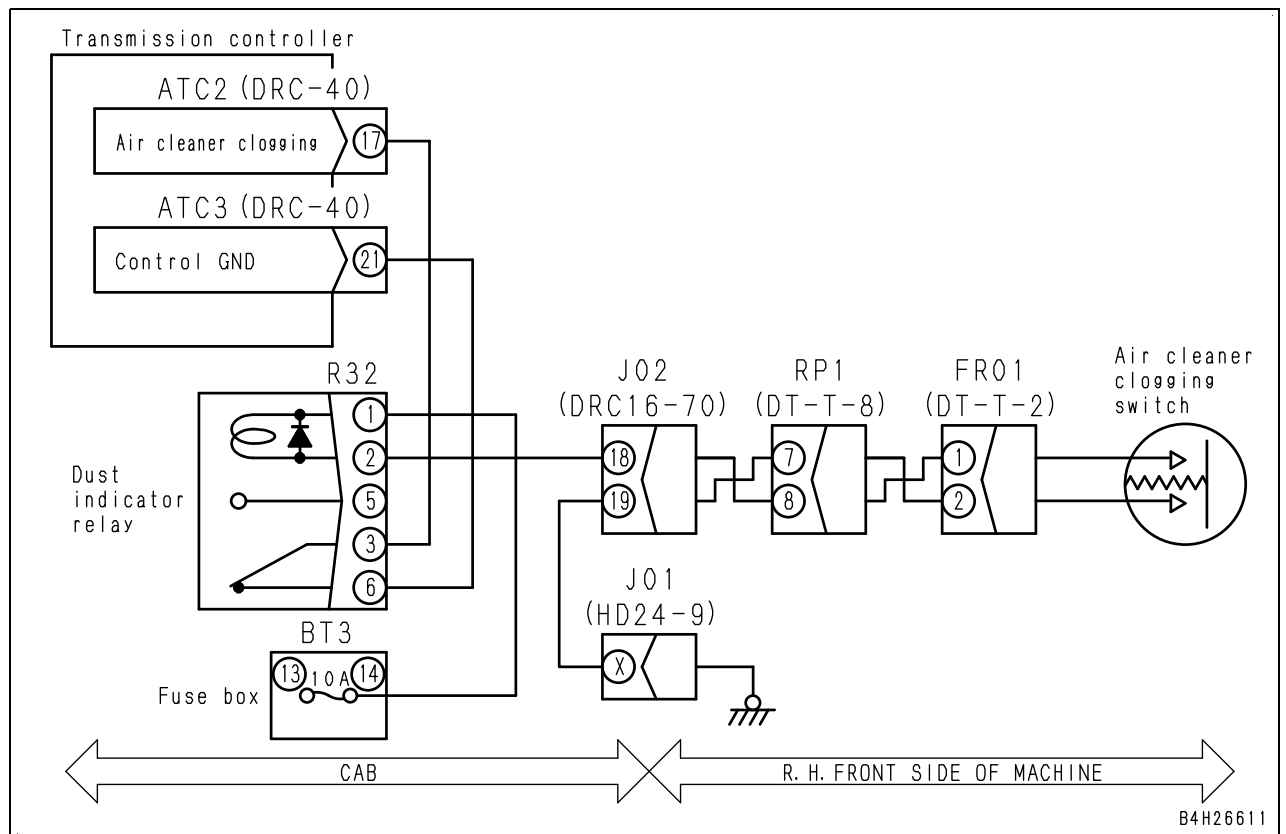 Transmission controller
ATC2 (DRC-40)
Air cleaner clogging
17
ATC3 (DRC-40)
Control GND
21
R32
1
2
5
3
6
Dust
indicator
relay
BT3
13
10A
14
Fuse box
J02
(DRC16-70)
18
19
RP1
(DT-T-8)
7
8
FR01
(DT-T-2)
1
2
Air cleaner
clogging
switch
J01
(HD24-9)
X
CAB
R. H. FRONT SIDE OF MACHINE
B4H26611